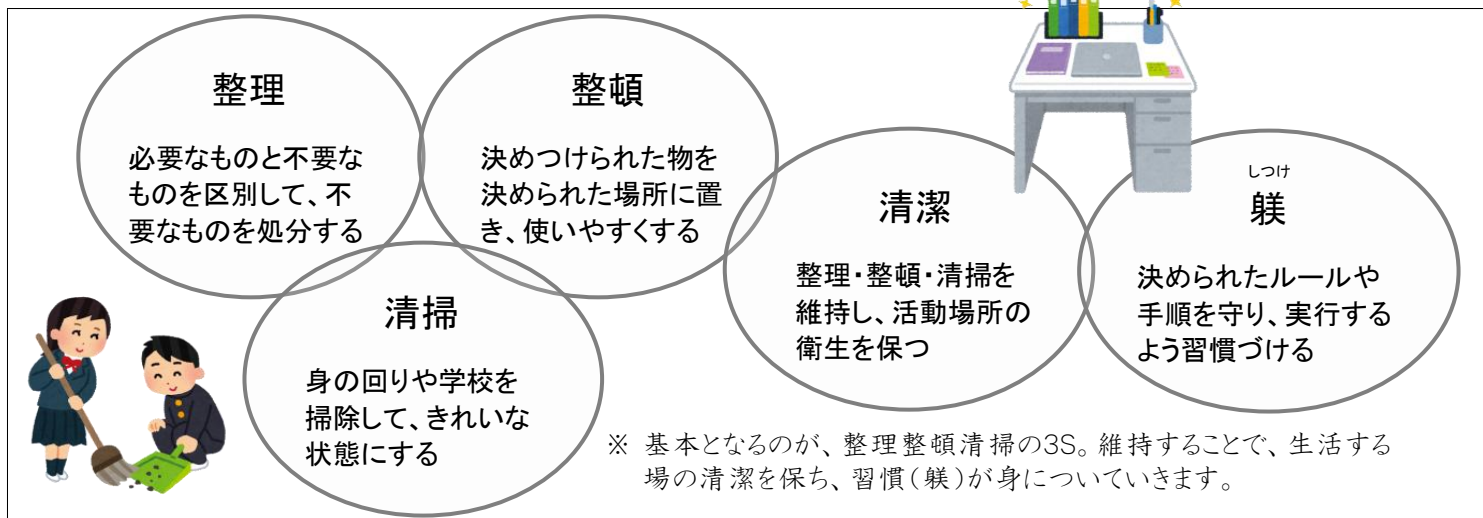 整理
必要なものと不要な
ものを区別して、不
要なものを処分する
整頓
決めつけられた物を
決められた場所に置
き、使いやすくする
清掃
身の回りや学校を
掃除して、きれいな
状態にする
清潔
整理・整頓・清掃を
維持し、活動場所の
衛生を保つ
しつけ
躾
決められたルールや
手順を守り、実行する
よう習慣づける
※ 基本となるのが、整理整頓清掃の3S。維持することで、生活する
場の清潔を保ち、習慣(躾)が身についていきます。